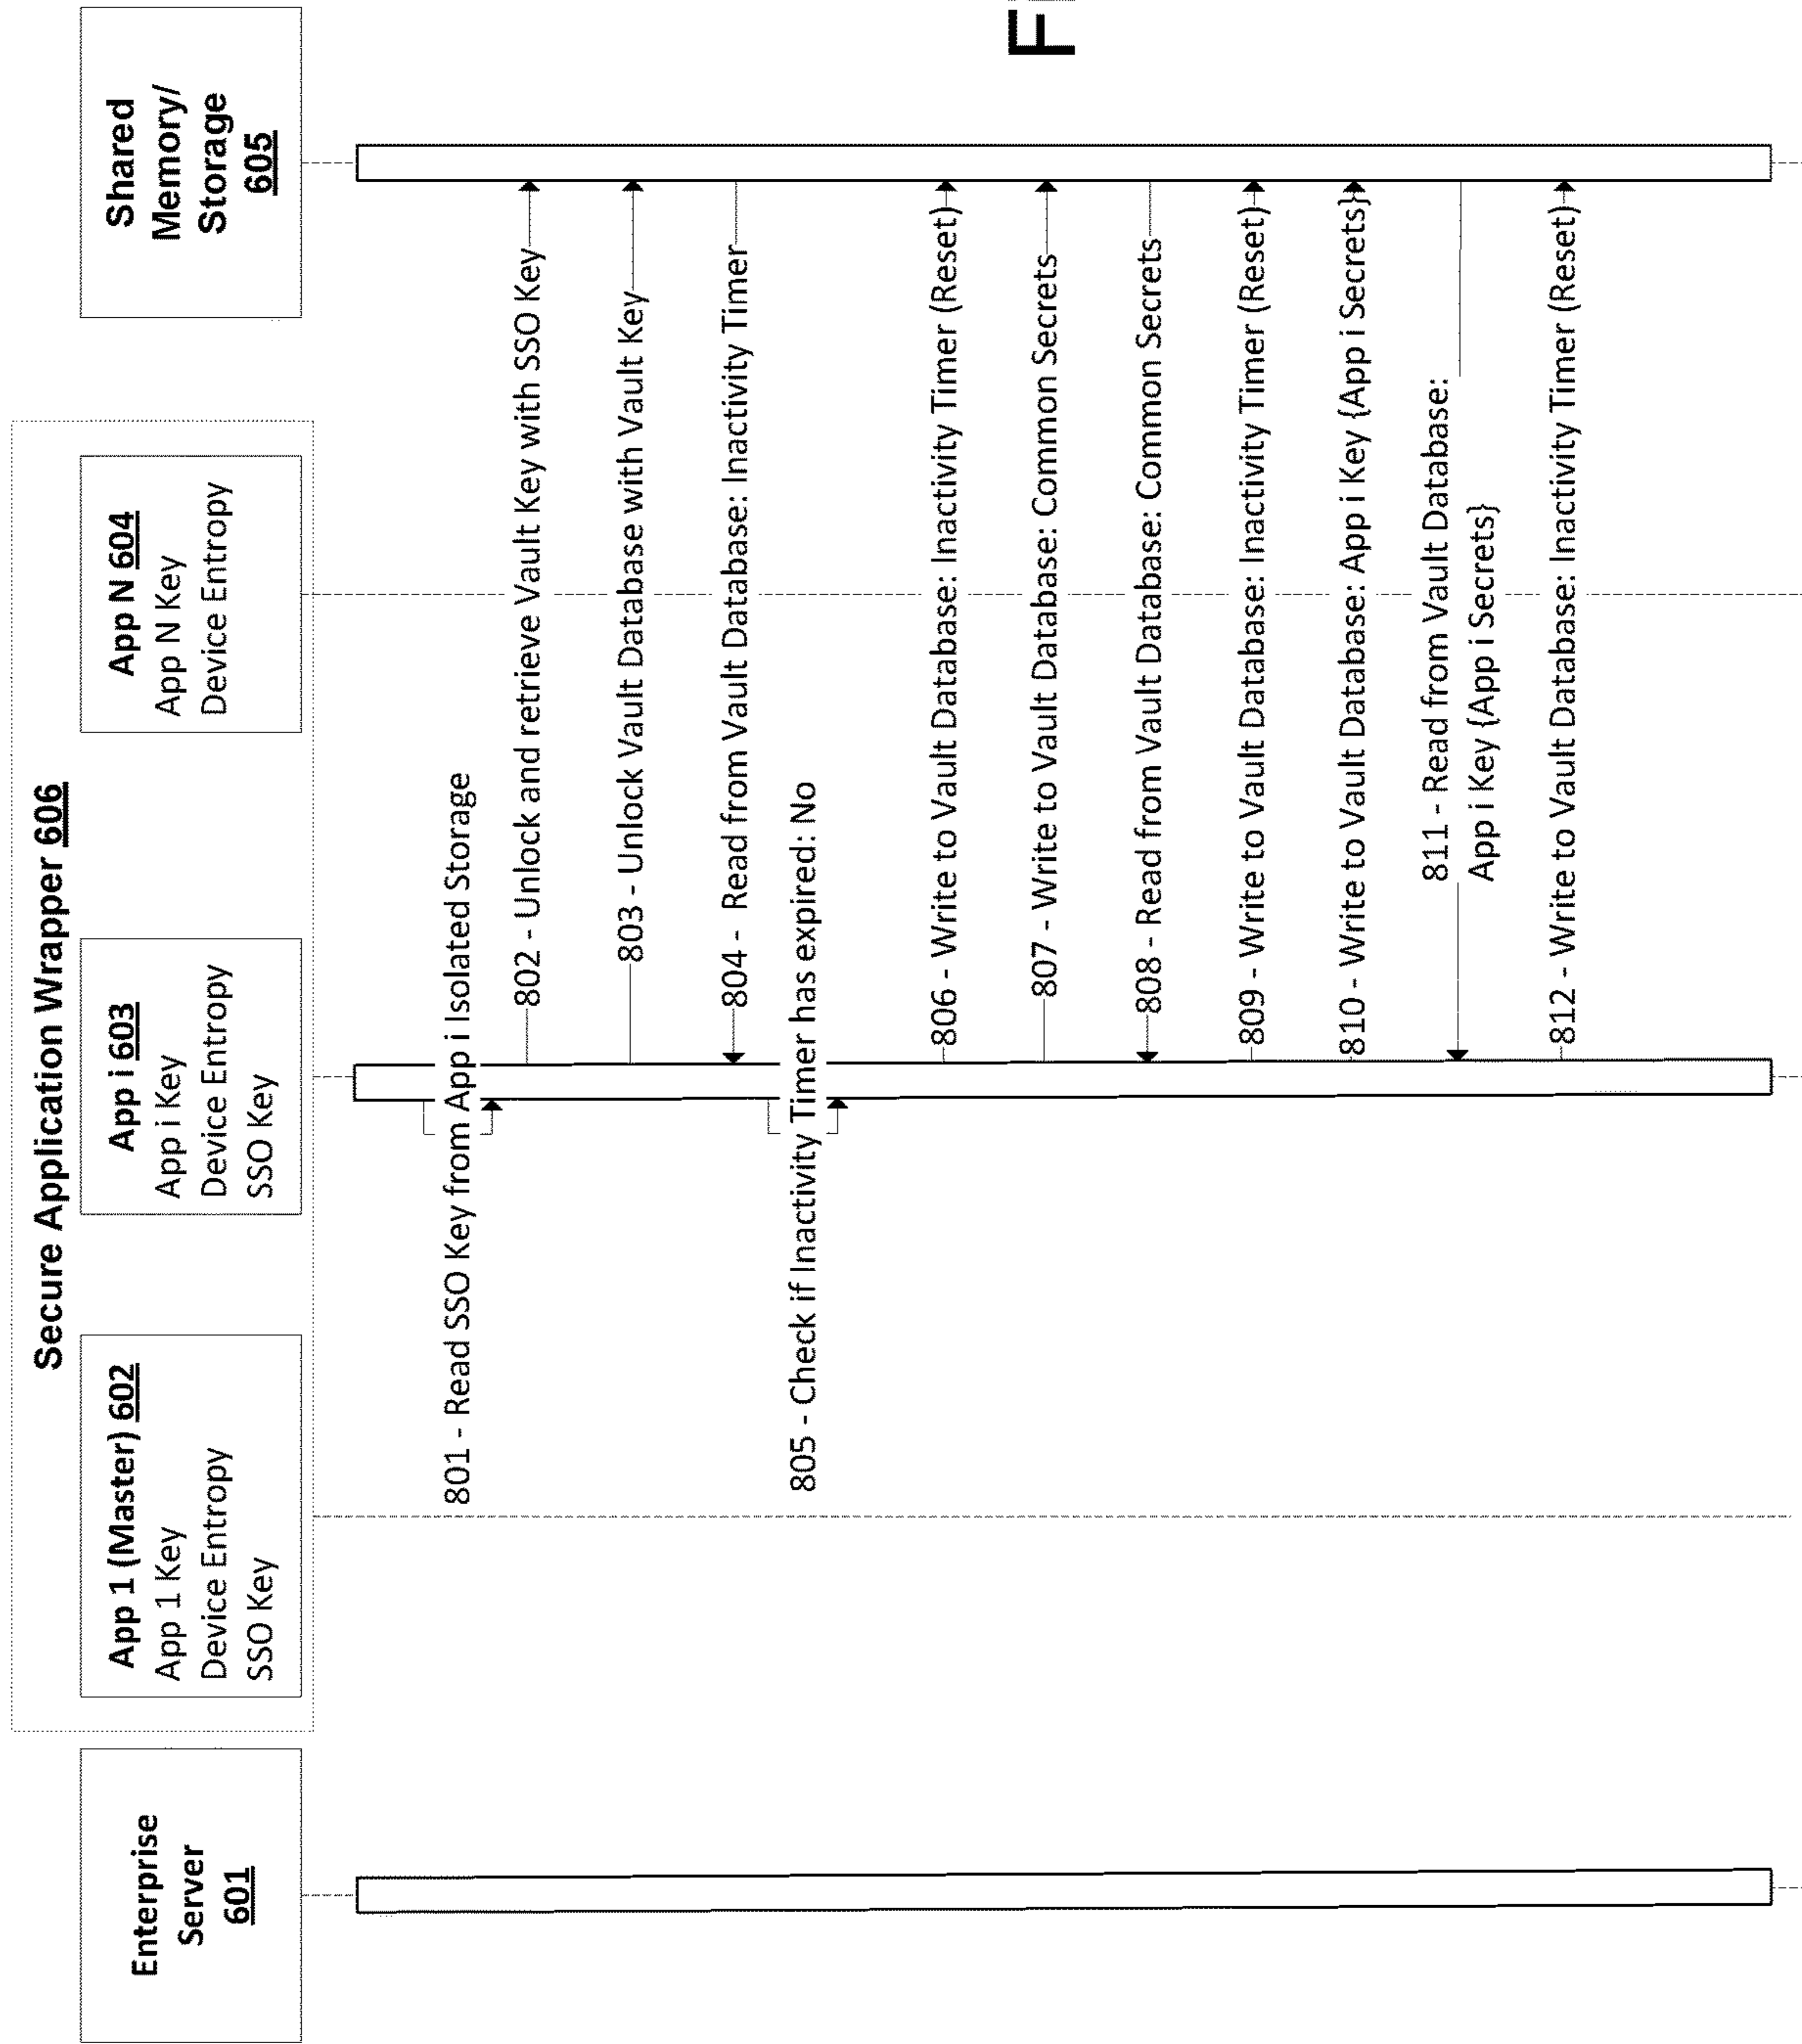 Secure Application Wrapper 606
Enterprise
Server
601
App 1 (Master) 602
App 1 Key
Device Entropy
SSO Key
App i 603
App i Key
Device Entropy
SSO Key
App N 604
App N Key
Device Entropy
Shared
Memory/
Storage
605
801 - Read SSO Key from App i Isolated Storage
802 - Unlock and retrieve Vault Key with SSO Key
803 - Unlock Vault Database with Vault Key
804 - Read from Vault Database: Inactivity Timer
805 - Check if Inactivity Timer has expired: No
806 - Write to Vault Database: Inactivity Timer (Reset)
807 - Write to Vault Database: Common Secrets
808 - Read from Vault Database: Common Secrets
809 - Write to Vault Database: Inactivity Timer (Reset)
810 - Write to Vault Database: App i Key {App i Secrets}
811 - Read from Vault Database:
App i Key {App i Secrets}
812 - Write to Vault Database: Inactivity Timer (Reset)